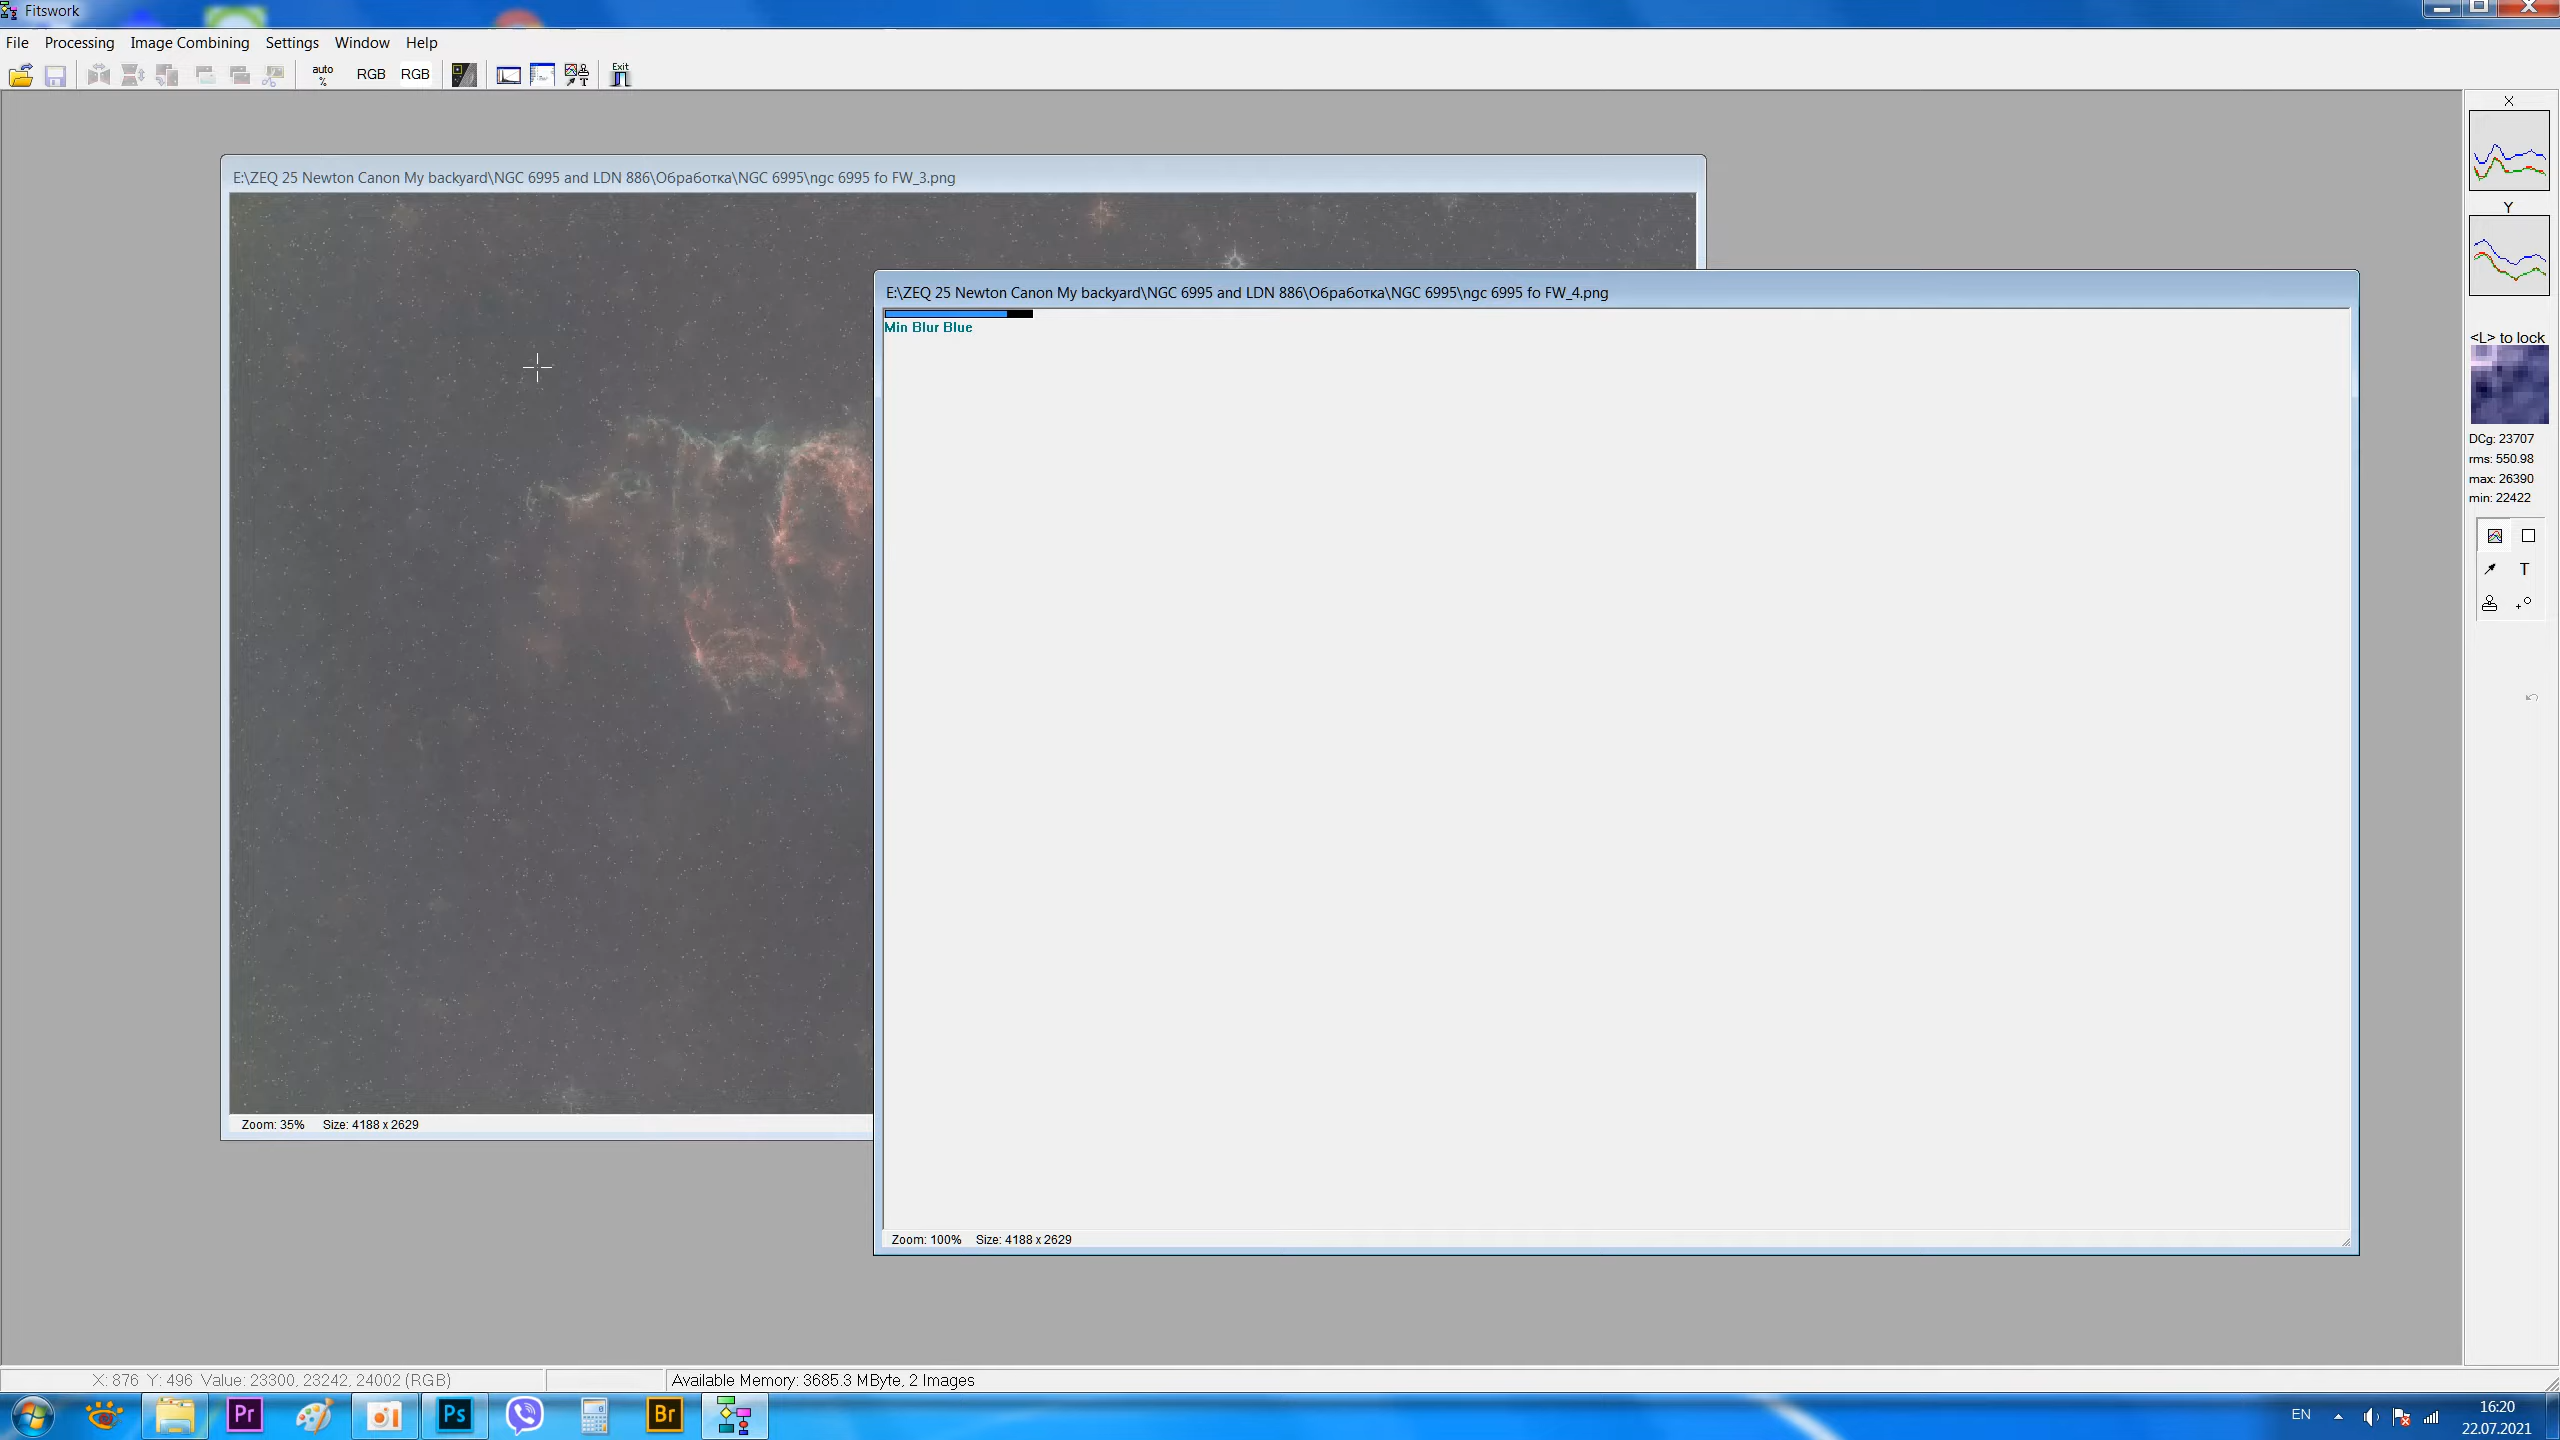 Fitswork
File Processing Image Combining Settings Window Help
auto % RGB RGB Exit
E:\ZEQ 25 Newton Canon My backyard\NGC 6995 and LDN 886\Обработка\NGC 6995\ngc 6995 fo FW_3.png
Zoom: 35% Size: 4188 x 2629
E:\ZEQ 25 Newton Canon My backyard\NGC 6995 and LDN 886\Обработка\NGC 6995\ngc 6995 fo FW_4.png
Min Blur Blue
Zoom: 100% Size: 4188 x 2629
X
Y
<L> to lock
DCg: 23707
rms: 550.98
max: 26390
min: 22422
T
X: 876 Y: 496 Value: 23300, 23242, 24002 (RGB)
Available Memory: 3685.3 MByte, 2 Images
Pr Ps Br
EN
16:20
22.07.2021